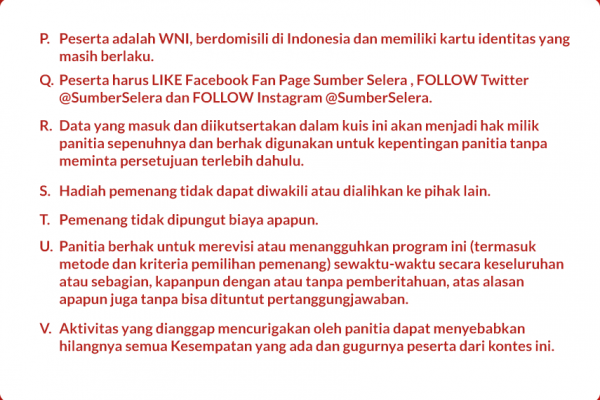 P. Peserta adalah WNI, berdomisili di Indonesia dan memiliki kartu identitas yang
masih berlaku.
Q. Peserta harus LIKE Facebook Fan Page Sumber Selera , FOLLOW Twitter
@SumberSelera dan FOLLOW Instagram @SumberSelera.
R. Data yang masuk dan diikutsertakan dalam kuis ini akan menjadi hak milik
panitia sepenuhnya dan berhak digunakan untuk kepentingan panitia tanpa
meminta persetujuan terlebih dahulu.
S. Hadiah pemenang tidak dapat diwakili atau dialihkan ke pihak lain.
T. Pemenang tidak dipungut biaya apapun.
U. Panitia berhak untuk merevisi atau menangguhkan program ini (termasuk
metode dan kriteria pemilihan pemenang) sewaktu-waktu secara keseluruhan
atau sebagian, kapanpun dengan atau tanpa pemberitahuan, atas alasan
apapun juga tanpa bisa dituntut pertanggungjawaban.
V. Aktivitas yang dianggap mencurigakan oleh panitia dapat menyebabkan
hilangnya semua Kesempatan yang ada dan gugurnya peserta dari kontes ini.